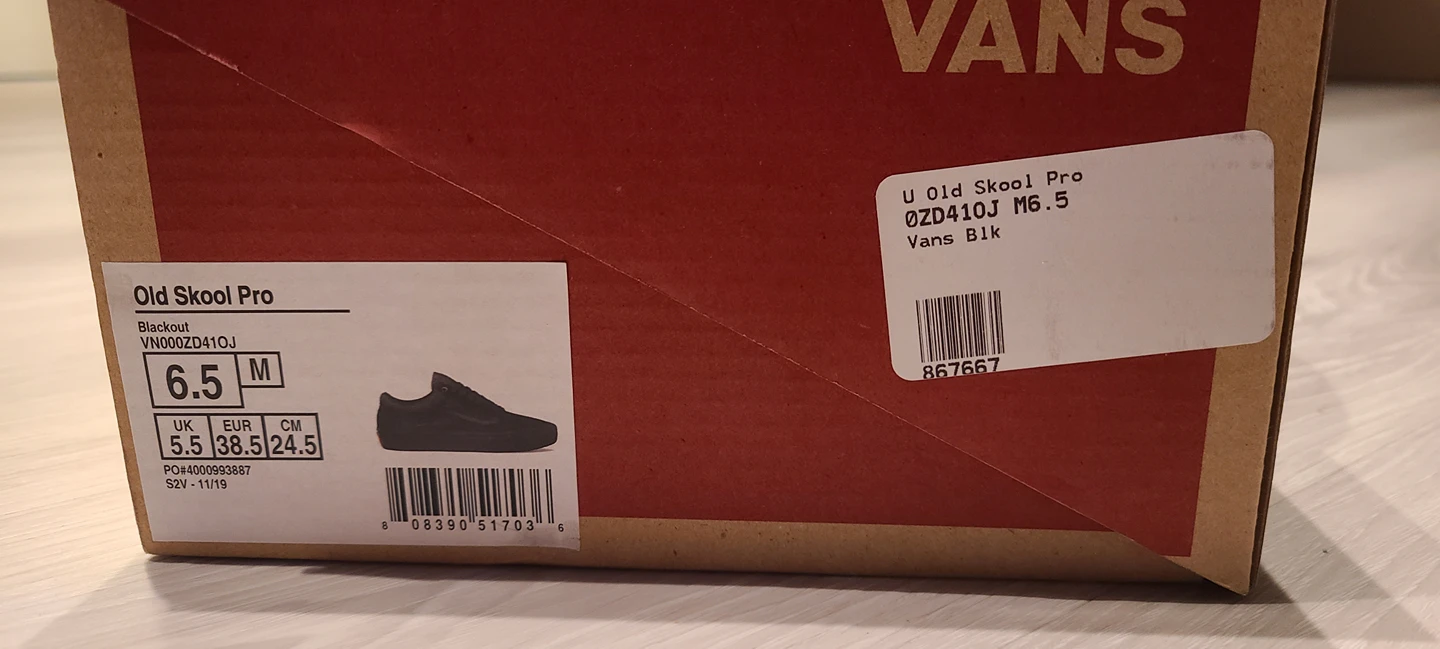 VANS
U Old Skool Pro
0ZD41OJ M6.5
Vans Blk
867667
Old Skool Pro
Blackout
VN000ZD41OJ
6.5 M
UK EUR CM
5.5 38.5 24.5
PO#4000993887
S2V - 11/19
8 08390 51703 6